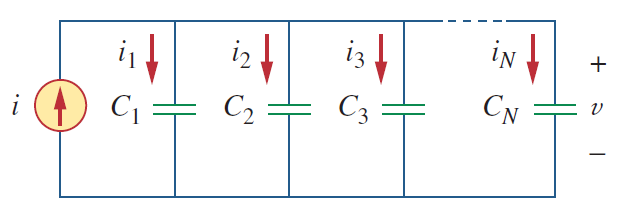 i₁ i₂ i₃ i_N +
i C₁ C₂ C₃ C_N v
−